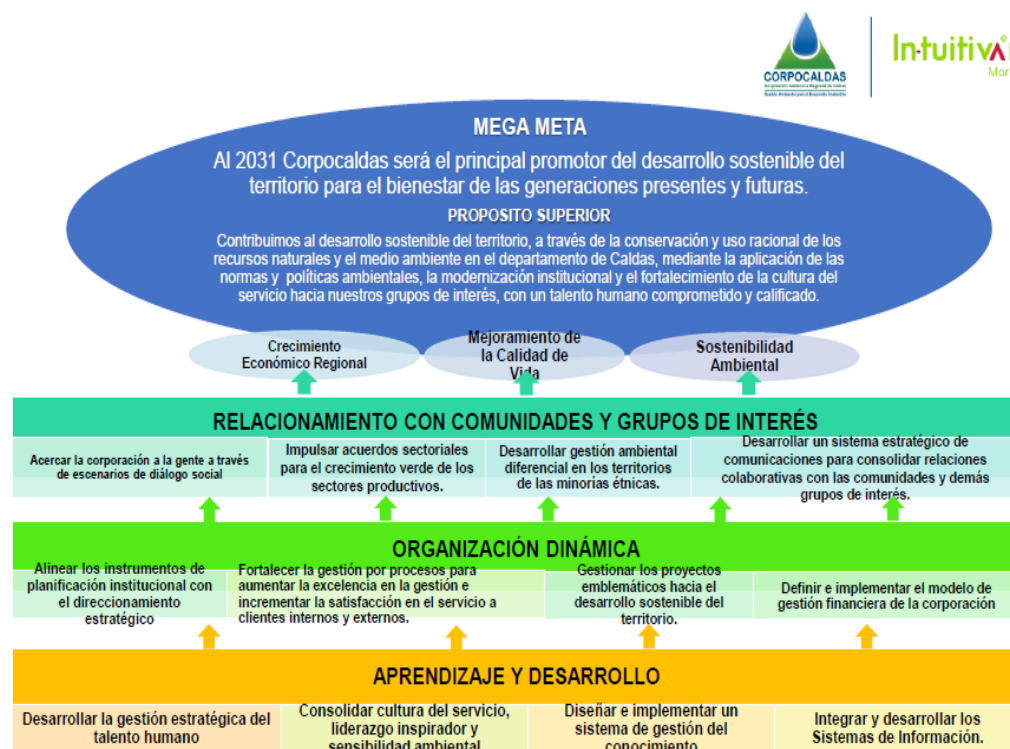 CORPOCALDAS
In·tuitiva
Mar
MEGA META
Al 2031 Corpocaldas será el principal promotor del desarrollo sostenible del
territorio para el bienestar de las generaciones presentes y futuras.
PROPOSITO SUPERIOR
Contribuimos al desarrollo sostenible del territorio, a través de la conservación y uso racional de los
recursos naturales y el medio ambiente en el departamento de Caldas, mediante la aplicación de las
normas y políticas ambientales, la modernización institucional y el fortalecimiento de la cultura del
servicio hacia nuestros grupos de interés, con un talento humano comprometido y calificado.
Crecimiento
Económico Regional
Mejoramiento de
la Calidad de
Vida
Sostenibilidad
Ambiental
RELACIONAMIENTO CON COMUNIDADES Y GRUPOS DE INTERÉS
Acercar la corporación a la gente a través
de escenarios de diálogo social
Impulsar acuerdos sectoriales
para el crecimiento verde de los
sectores productivos.
Desarrollar gestión ambiental
diferencial en los territorios
de las minorías étnicas.
Desarrollar un sistema estratégico de
comunicaciones para consolidar relaciones
colaborativas con las comunidades y demás
grupos de interés.
ORGANIZACIÓN DINÁMICA
Alinear los instrumentos de
planificación institucional con
el direccionamiento
estratégico
Fortalecer la gestión por procesos para
aumentar la excelencia en la gestión e
incrementar la satisfacción en el servicio a
clientes internos y externos.
Gestionar los proyectos
emblemáticos hacia el
desarrollo sostenible del
territorio.
Definir e implementar el modelo de
gestión financiera de la corporación
APRENDIZAJE Y DESARROLLO
Desarrollar la gestión estratégica del
talento humano
Consolidar cultura del servicio,
liderazgo inspirador y
sensibilidad ambiental
Diseñar e implementar un
sistema de gestión del
conocimiento
Integrar y desarrollar los
Sistemas de Información.